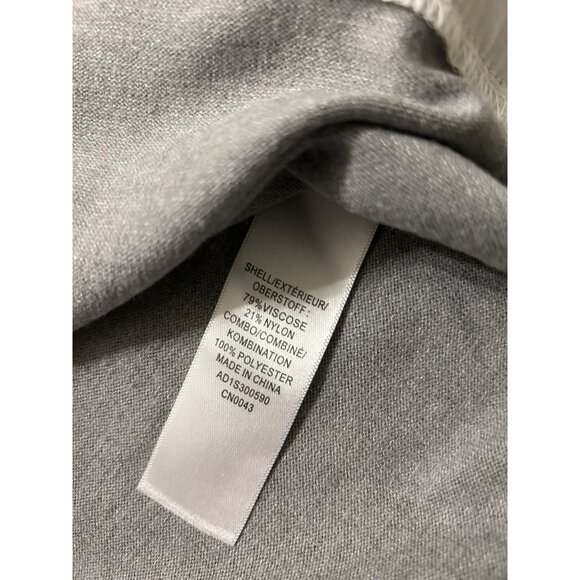 SHELL/EXTÉRIEUR/
OBERSTOFF :
79%VISCOSE
21% NYLON
COMBO/COMBINÉ/
KOMBINATION
100% POLYESTER
MADE IN CHINA
AD1S300590
CN0043